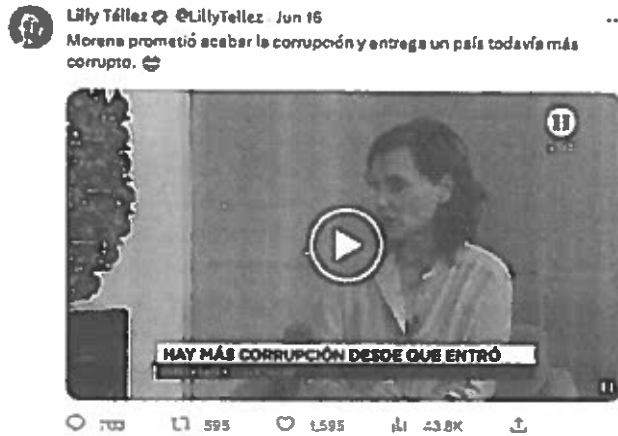 Lilly Téllez @LillyTellez · Jun 16
Morena prometió acabar la corrupción y entrega un país todavía más
corrupto.
HAY MÁS CORRUPCIÓN DESDE QUE ENTRÓ
703 595 1,595 43.8K